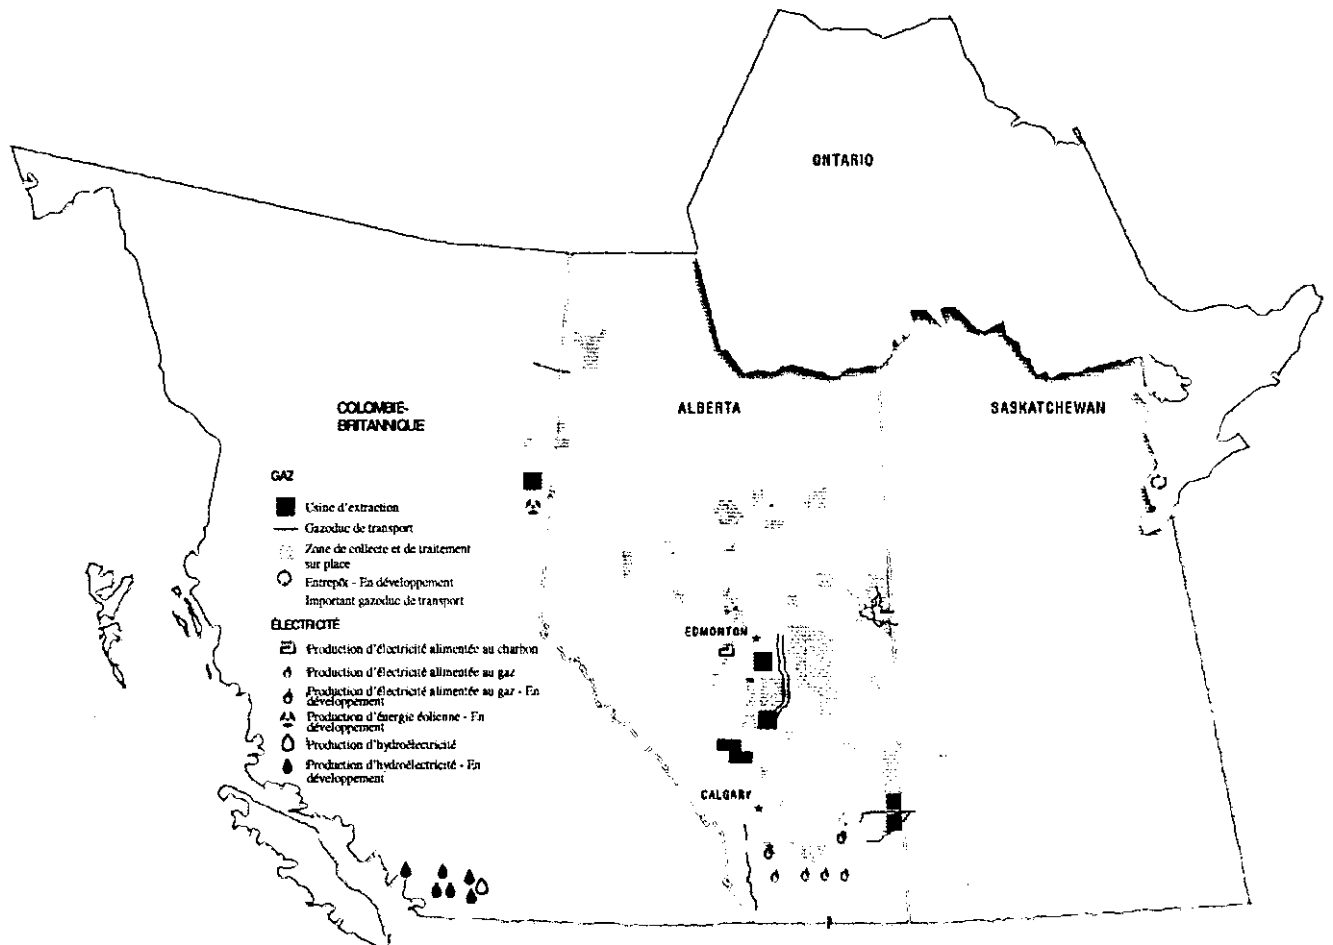 ONTARIO
COLOMBIE-
BRITANNIQUE
ALBERTA
SASKATCHEWAN
GAZ
Usine d'extraction
Gazoduc de transport
Zone de collecte et de traitement
sur place
Entrepôt - En développement
Important gazoduc de transport
ÉLECTRICITÉ
Production d'électricité alimentée au charbon
Production d'électricité alimentée au gaz
Production d'électricité alimentée au gaz - En
développement
Production d'énergie éolienne - En
développement
Production d'hydroélectricité
Production d'hydroélectricité - En
développement
EDMONTON
CALGARY